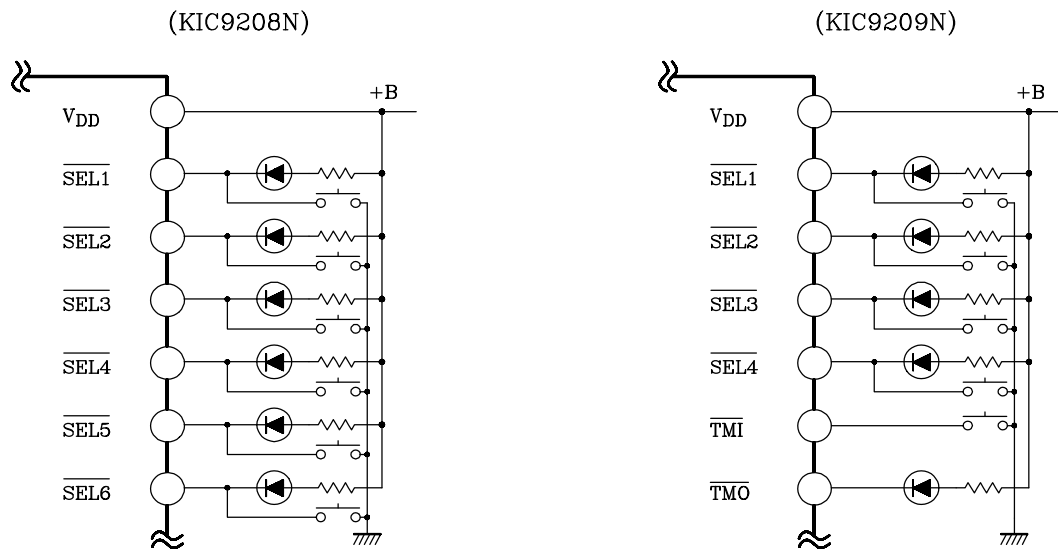 (KIC9208N)
+B
VDD
SEL1
SEL2
SEL3
SEL4
SEL5
SEL6
(KIC9209N)
+B
VDD
SEL1
SEL2
SEL3
SEL4
TMI
TMO